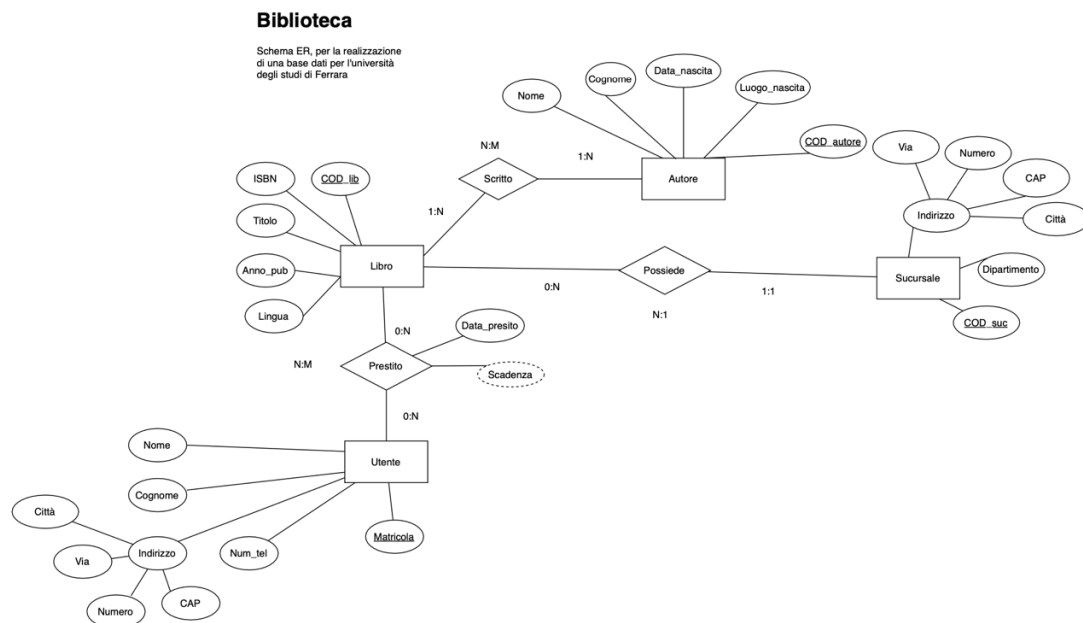 Biblioteca
Schema ER, per la realizzazione
di una base dati per l'università
degli studi di Ferrara
Nome
Cognome
Data_nascita
Luogo_nascita
COD_autore
N:M
1:N
Scritto
Autore
Via
Numero
CAP
Indirizzo
Città
ISBN
COD_lib
Titolo
1:N
Anno_pub
Libro
Lingua
0:N
Possiede
N:1
1:1
Sucursale
Dipartimento
COD_suc
0:N
Data_presito
N:M
Prestito
Scadenza
0:N
Nome
Utente
Cognome
Città
Via
Indirizzo
Numero
CAP
Num_tel
Matricola